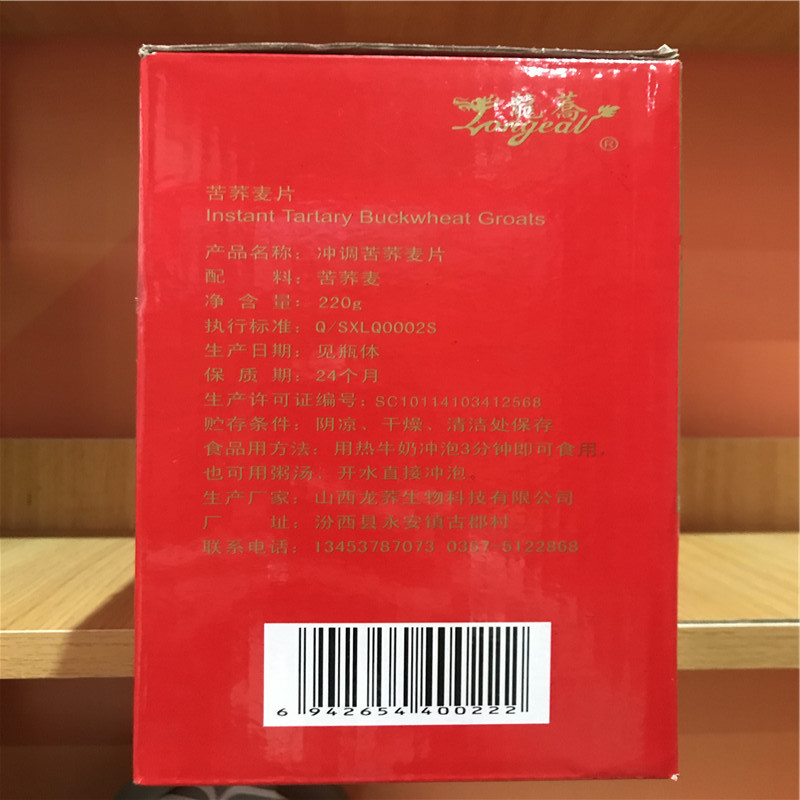 龍蕎
Longeal
®
苦荞麦片
Instant Tartary Buckwheat Groats
产品名称：冲调苦荞麦片
配 料：苦荞麦
净 含 量：220g
执行标准：Q/SXLQ0002S
生产日期：见瓶体
保 质 期：24个月
生产许可证编号：SC10114103412568
贮存条件：阴凉、干燥、清洁处保存
食品用方法：用热牛奶冲泡3分钟即可食用，
也可用粥汤、开水直接冲泡。
生产厂家：山西龙荞生物科技有限公司
厂 址：汾西县永安镇古郡村
联系电话：13453787073 0357-5122868
6 942654 400222